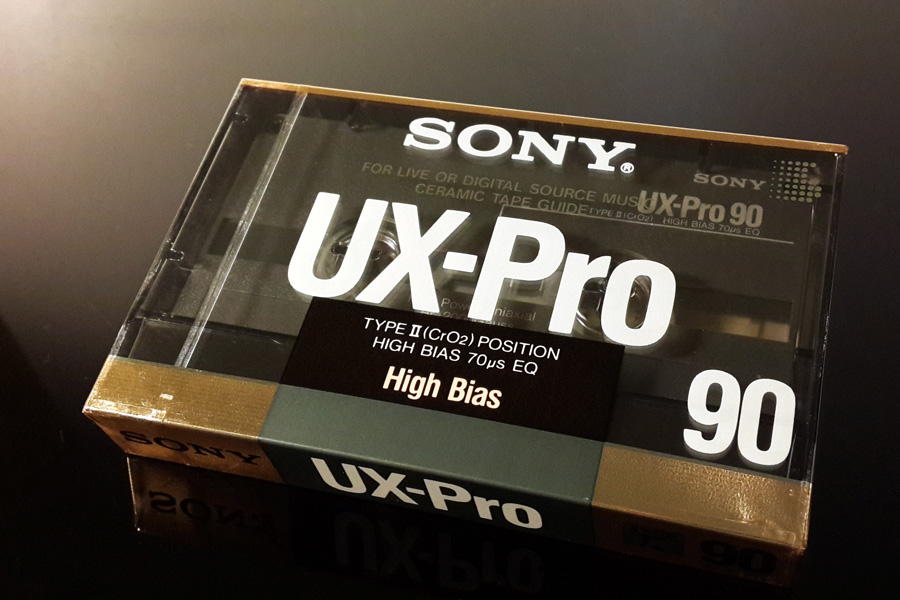 SONY®
FOR LIVE OR DIGITAL SOURCE MUSIC
CERAMIC TAPE GUIDE
SONY
UX-Pro 90
TYPE II (CrO2) HIGH BIAS 70μs EQ
UX-Pro
TYPE II (CrO2) POSITION
HIGH BIAS 70μs EQ
High Bias
90
SONY
UX-Pro
90